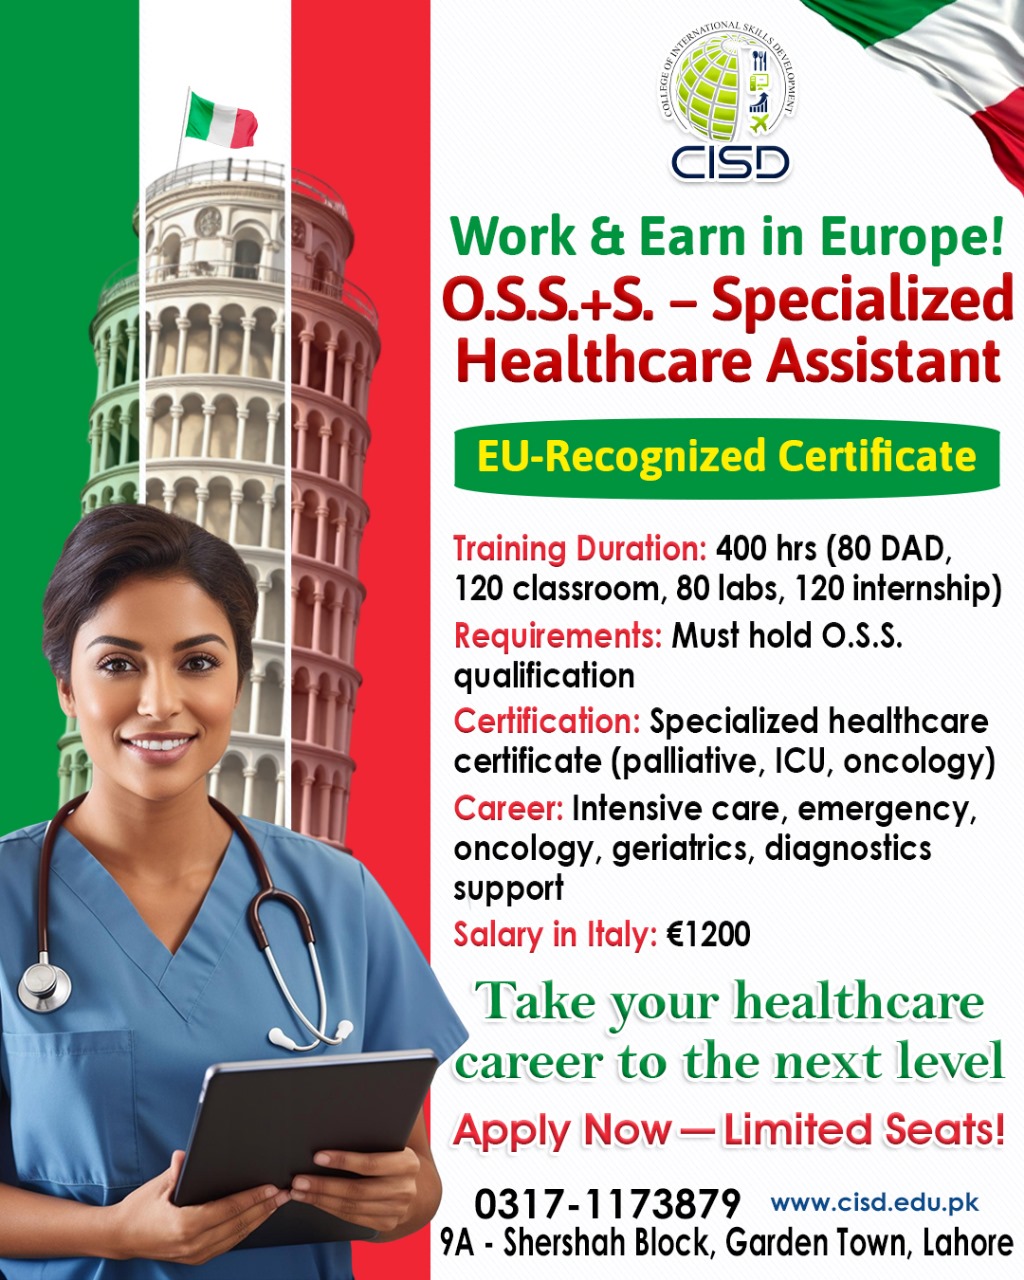 COLLEGE OF INTERNATIONAL SKILLS DEVELOPMENT
CISD
Work & Earn in Europe!
O.S.S.+S. – Specialized
Healthcare Assistant
EU-Recognized Certificate
Training Duration: 400 hrs (80 DAD,
120 classroom, 80 labs, 120 internship)
Requirements: Must hold O.S.S.
qualification
Certification: Specialized healthcare
certificate (palliative, ICU, oncology)
Career: Intensive care, emergency,
oncology, geriatrics, diagnostics
support
Salary in Italy: €1200
Take your healthcare
career to the next level
Apply Now — Limited Seats!
0317-1173879 www.cisd.edu.pk
9A - Shershah Block, Garden Town, Lahore